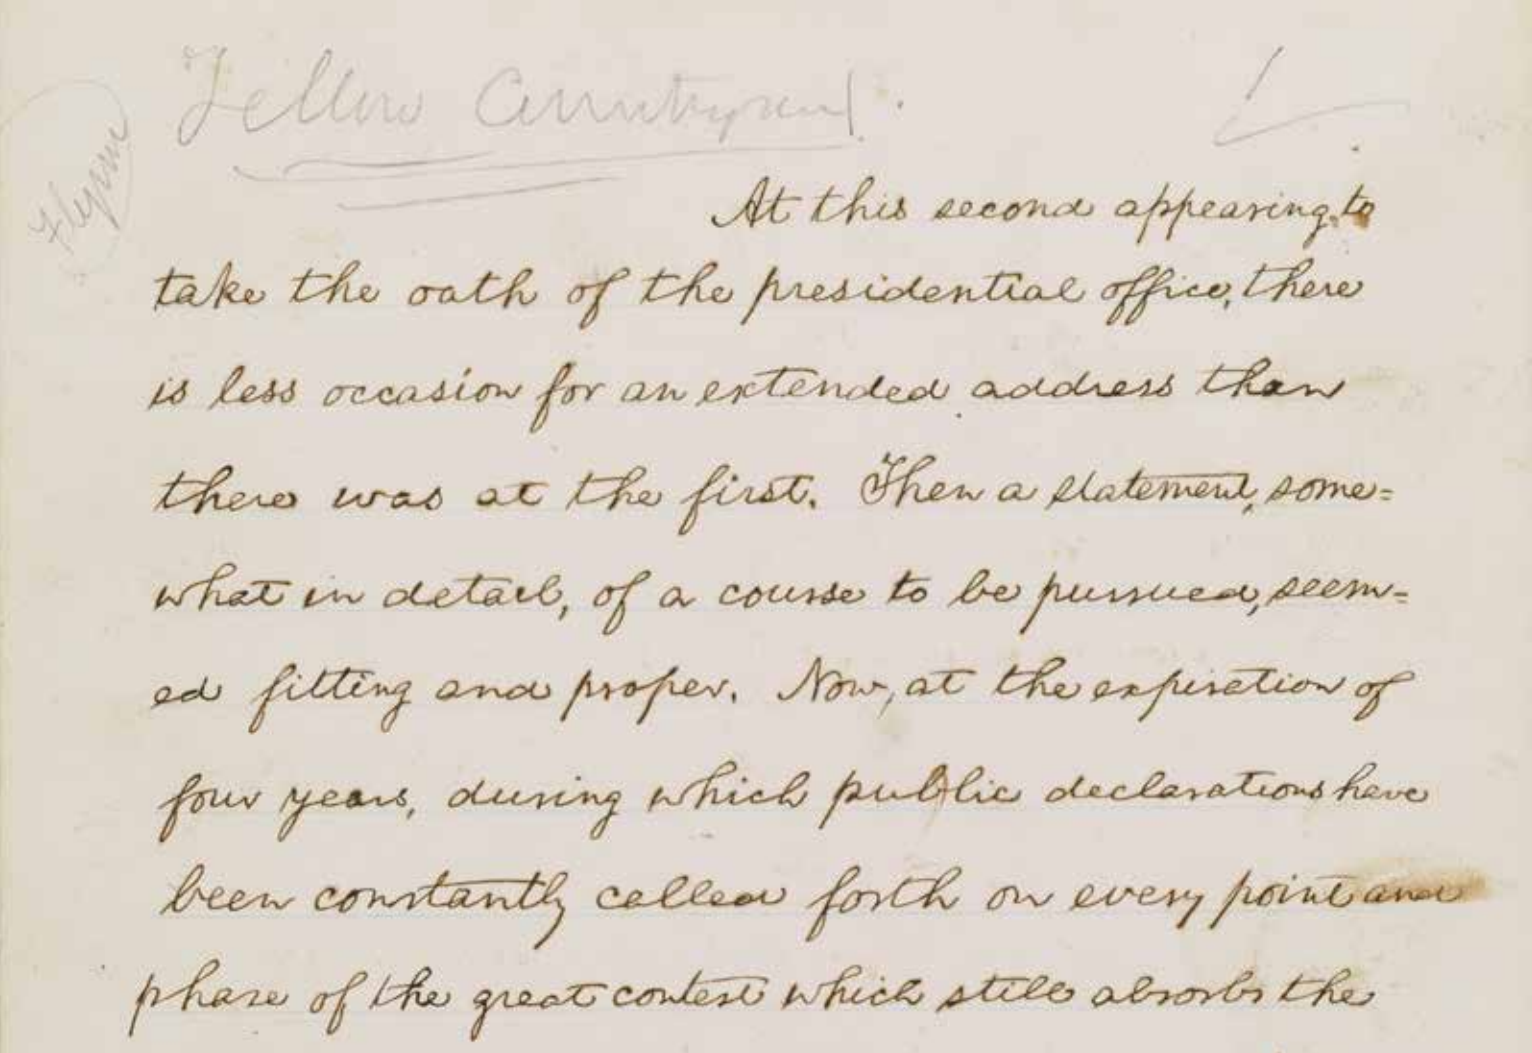 Fellow Countrymen.
Flynn
At this second appearing to
take the oath of the presidential office, there
is less occasion for an extended address than
there was at the first. Then a statement, some=
what in detail, of a course to be pursued, seem=
ed fitting and proper. Now, at the expiration of
four years, during which public declarations have
been constantly called forth on every point and
phase of the great contest which still absorbs the